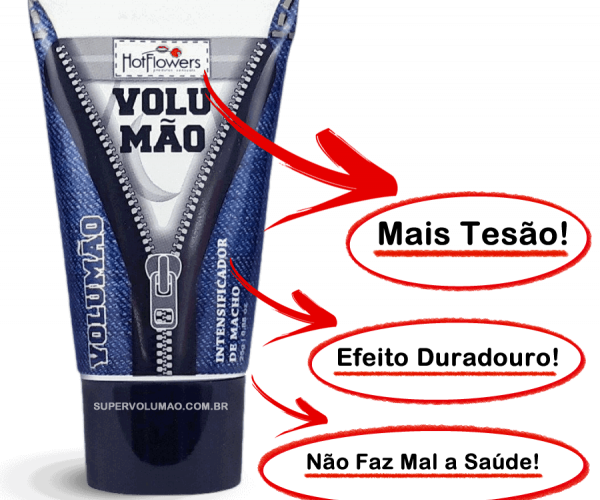 HotFlowers
VOLU
MÃO
VOLUMÃO
INTENSIFICADOR
DE MACHO
SUPERVOLUMAO.COM.BR
Mais Tesão!
Efeito Duradouro!
Não Faz Mal a Saúde!